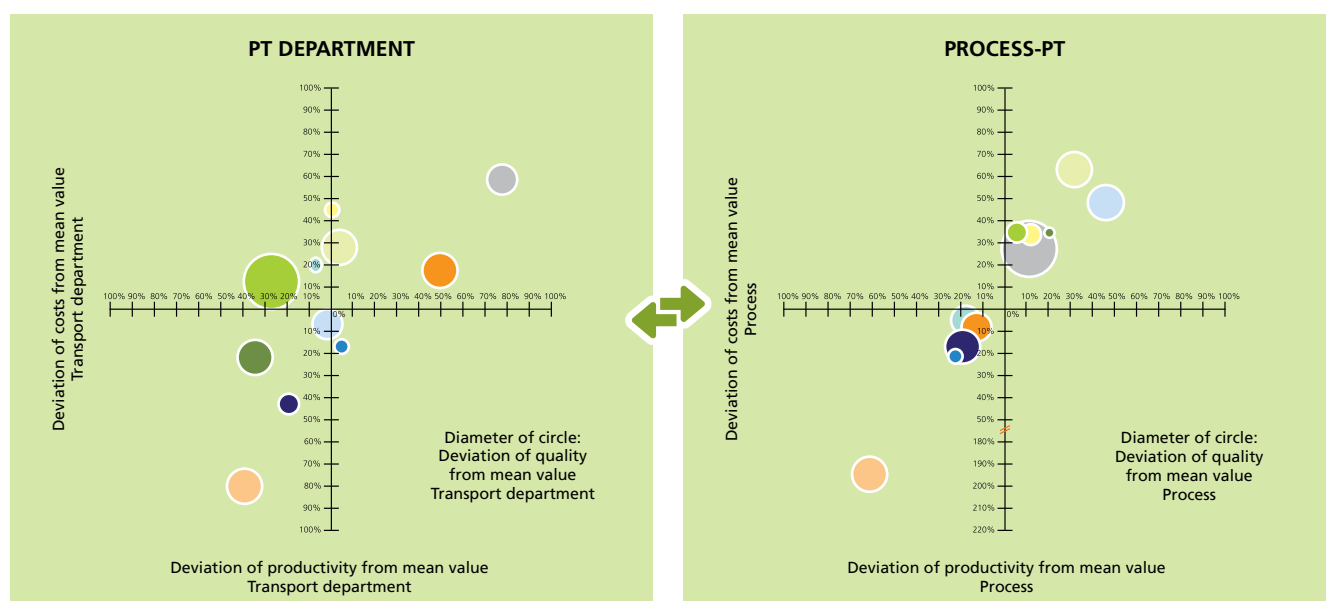 PT DEPARTMENT
100%
90%
80%
70%
60%
50%
40%
30%
20%
10%
100% 90% 80% 70% 60% 50% 40% 30% 20% 10% 0% 10% 20% 30% 40% 50% 60% 70% 80% 90% 100%
10%
20%
30%
40%
50%
60%
70%
80%
90%
100%
Deviation of costs from mean value
Transport department
Diameter of circle:
Deviation of quality
from mean value
Transport department
Deviation of productivity from mean value
Transport department
PROCESS-PT
100%
90%
80%
70%
60%
50%
40%
30%
20%
10%
100% 90% 80% 70% 60% 50% 40% 30% 20% 10% 0% 10% 20% 30% 40% 50% 60% 70% 80% 90% 100%
10%
20%
30%
40%
50%
180%
190%
200%
210%
220%
Deviation of costs from mean value
Process
Diameter of circle:
Deviation of quality
from mean value
Process
Deviation of productivity from mean value
Process